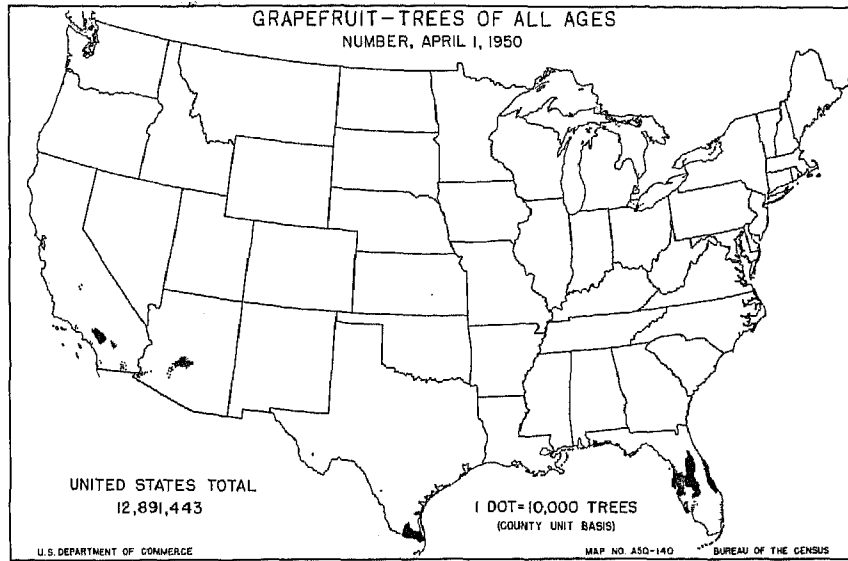 GRAPEFRUIT-TREES OF ALL AGES
NUMBER, APRIL 1, 1950
UNITED STATES TOTAL
12,891,443
1 DOT=10,000 TREES
(COUNTY UNIT BASIS)
U.S. DEPARTMENT OF COMMERCE
MAP NO. A50-140
BUREAU OF THE CENSUS